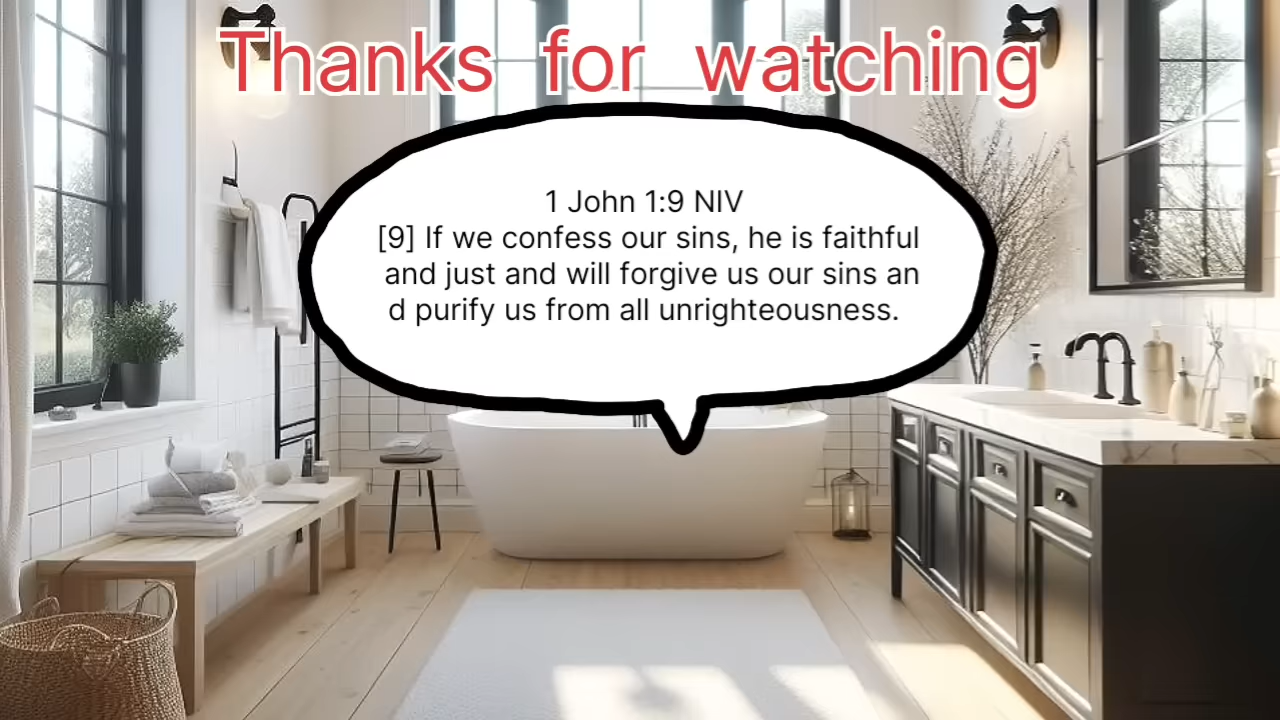 Thanks for watching
1 John 1:9 NIV
[9] If we confess our sins, he is faithful
and just and will forgive us our sins an
d purify us from all unrighteousness.